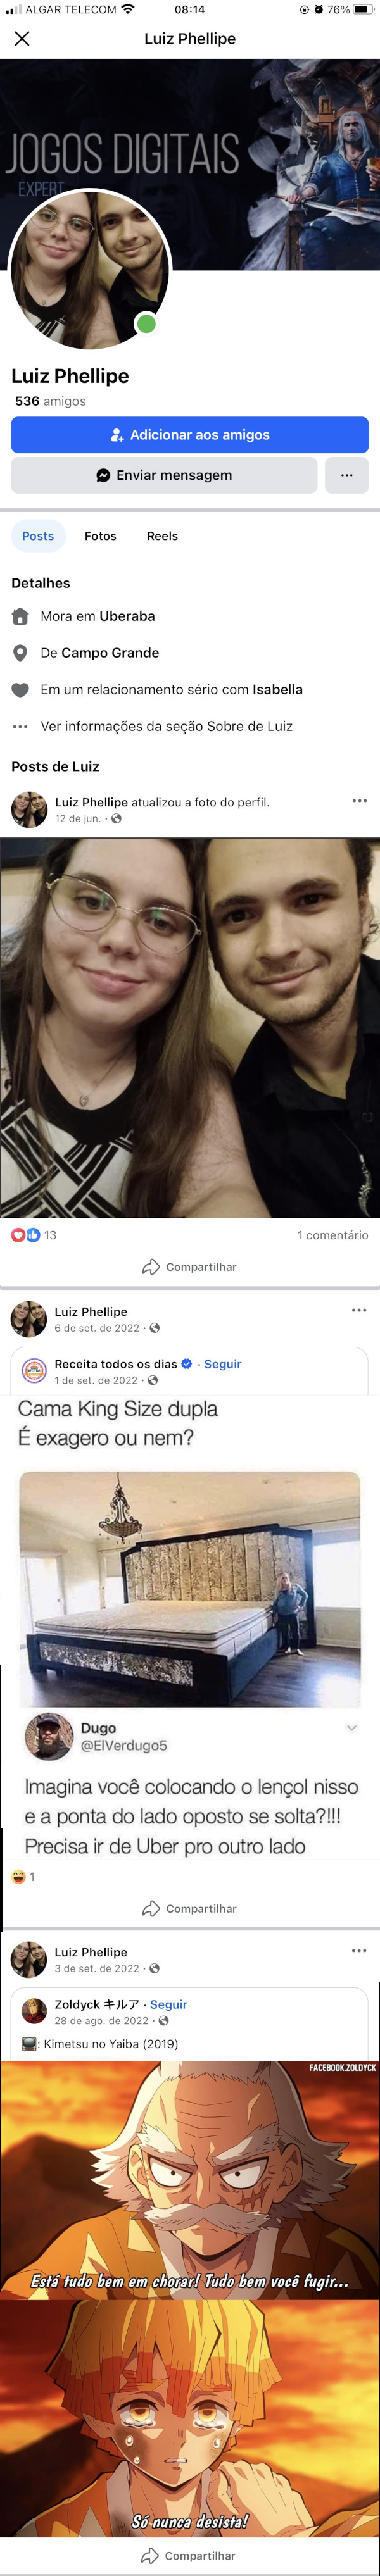 ALGAR TELECOM
08:14
76%
Luiz Phellipe
JOGOS DIGITAIS
EXPERT
Luiz Phellipe
536 amigos
Adicionar aos amigos
Enviar mensagem
Posts
Fotos
Reels
Detalhes
Mora em Uberaba
De Campo Grande
Em um relacionamento sério com Isabella
Ver informações da seção Sobre de Luiz
Posts de Luiz
Luiz Phellipe atualizou a foto do perfil.
12 de jun. ·
13
1 comentário
Compartilhar
Luiz Phellipe
6 de set. de 2022 ·
Receita todos os dias · Seguir
1 de set. de 2022 ·
Cama King Size dupla
É exagero ou nem?
Dugo
@ElVerdugo5
Imagina você colocando o lençol nisso
e a ponta do lado oposto se solta?!!!
Precisa ir de Uber pro outro lado
1
Compartilhar
Luiz Phellipe
3 de set. de 2022 ·
Zoldyck キルア · Seguir
28 de ago. de 2022 ·
: Kimetsu no Yaiba (2019)
FACEBOOK.ZOLDYCK
Está tudo bem em chorar! Tudo bem você fugir...
Só nunca desista!
Compartilhar